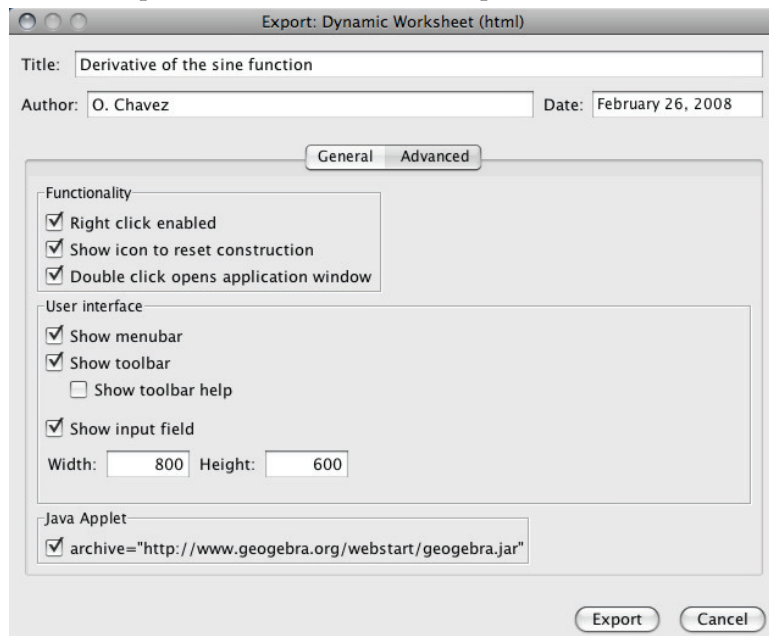 Export: Dynamic Worksheet (html)
Title: Derivative of the sine function
Author: O. Chavez Date: February 26, 2008
General Advanced
Functionality
Right click enabled
Show icon to reset construction
Double click opens application window
User interface
Show menubar
Show toolbar
Show toolbar help
Show input field
Width: 800 Height: 600
Java Applet
archive="http://www.geogebra.org/webstart/geogebra.jar"
Export Cancel